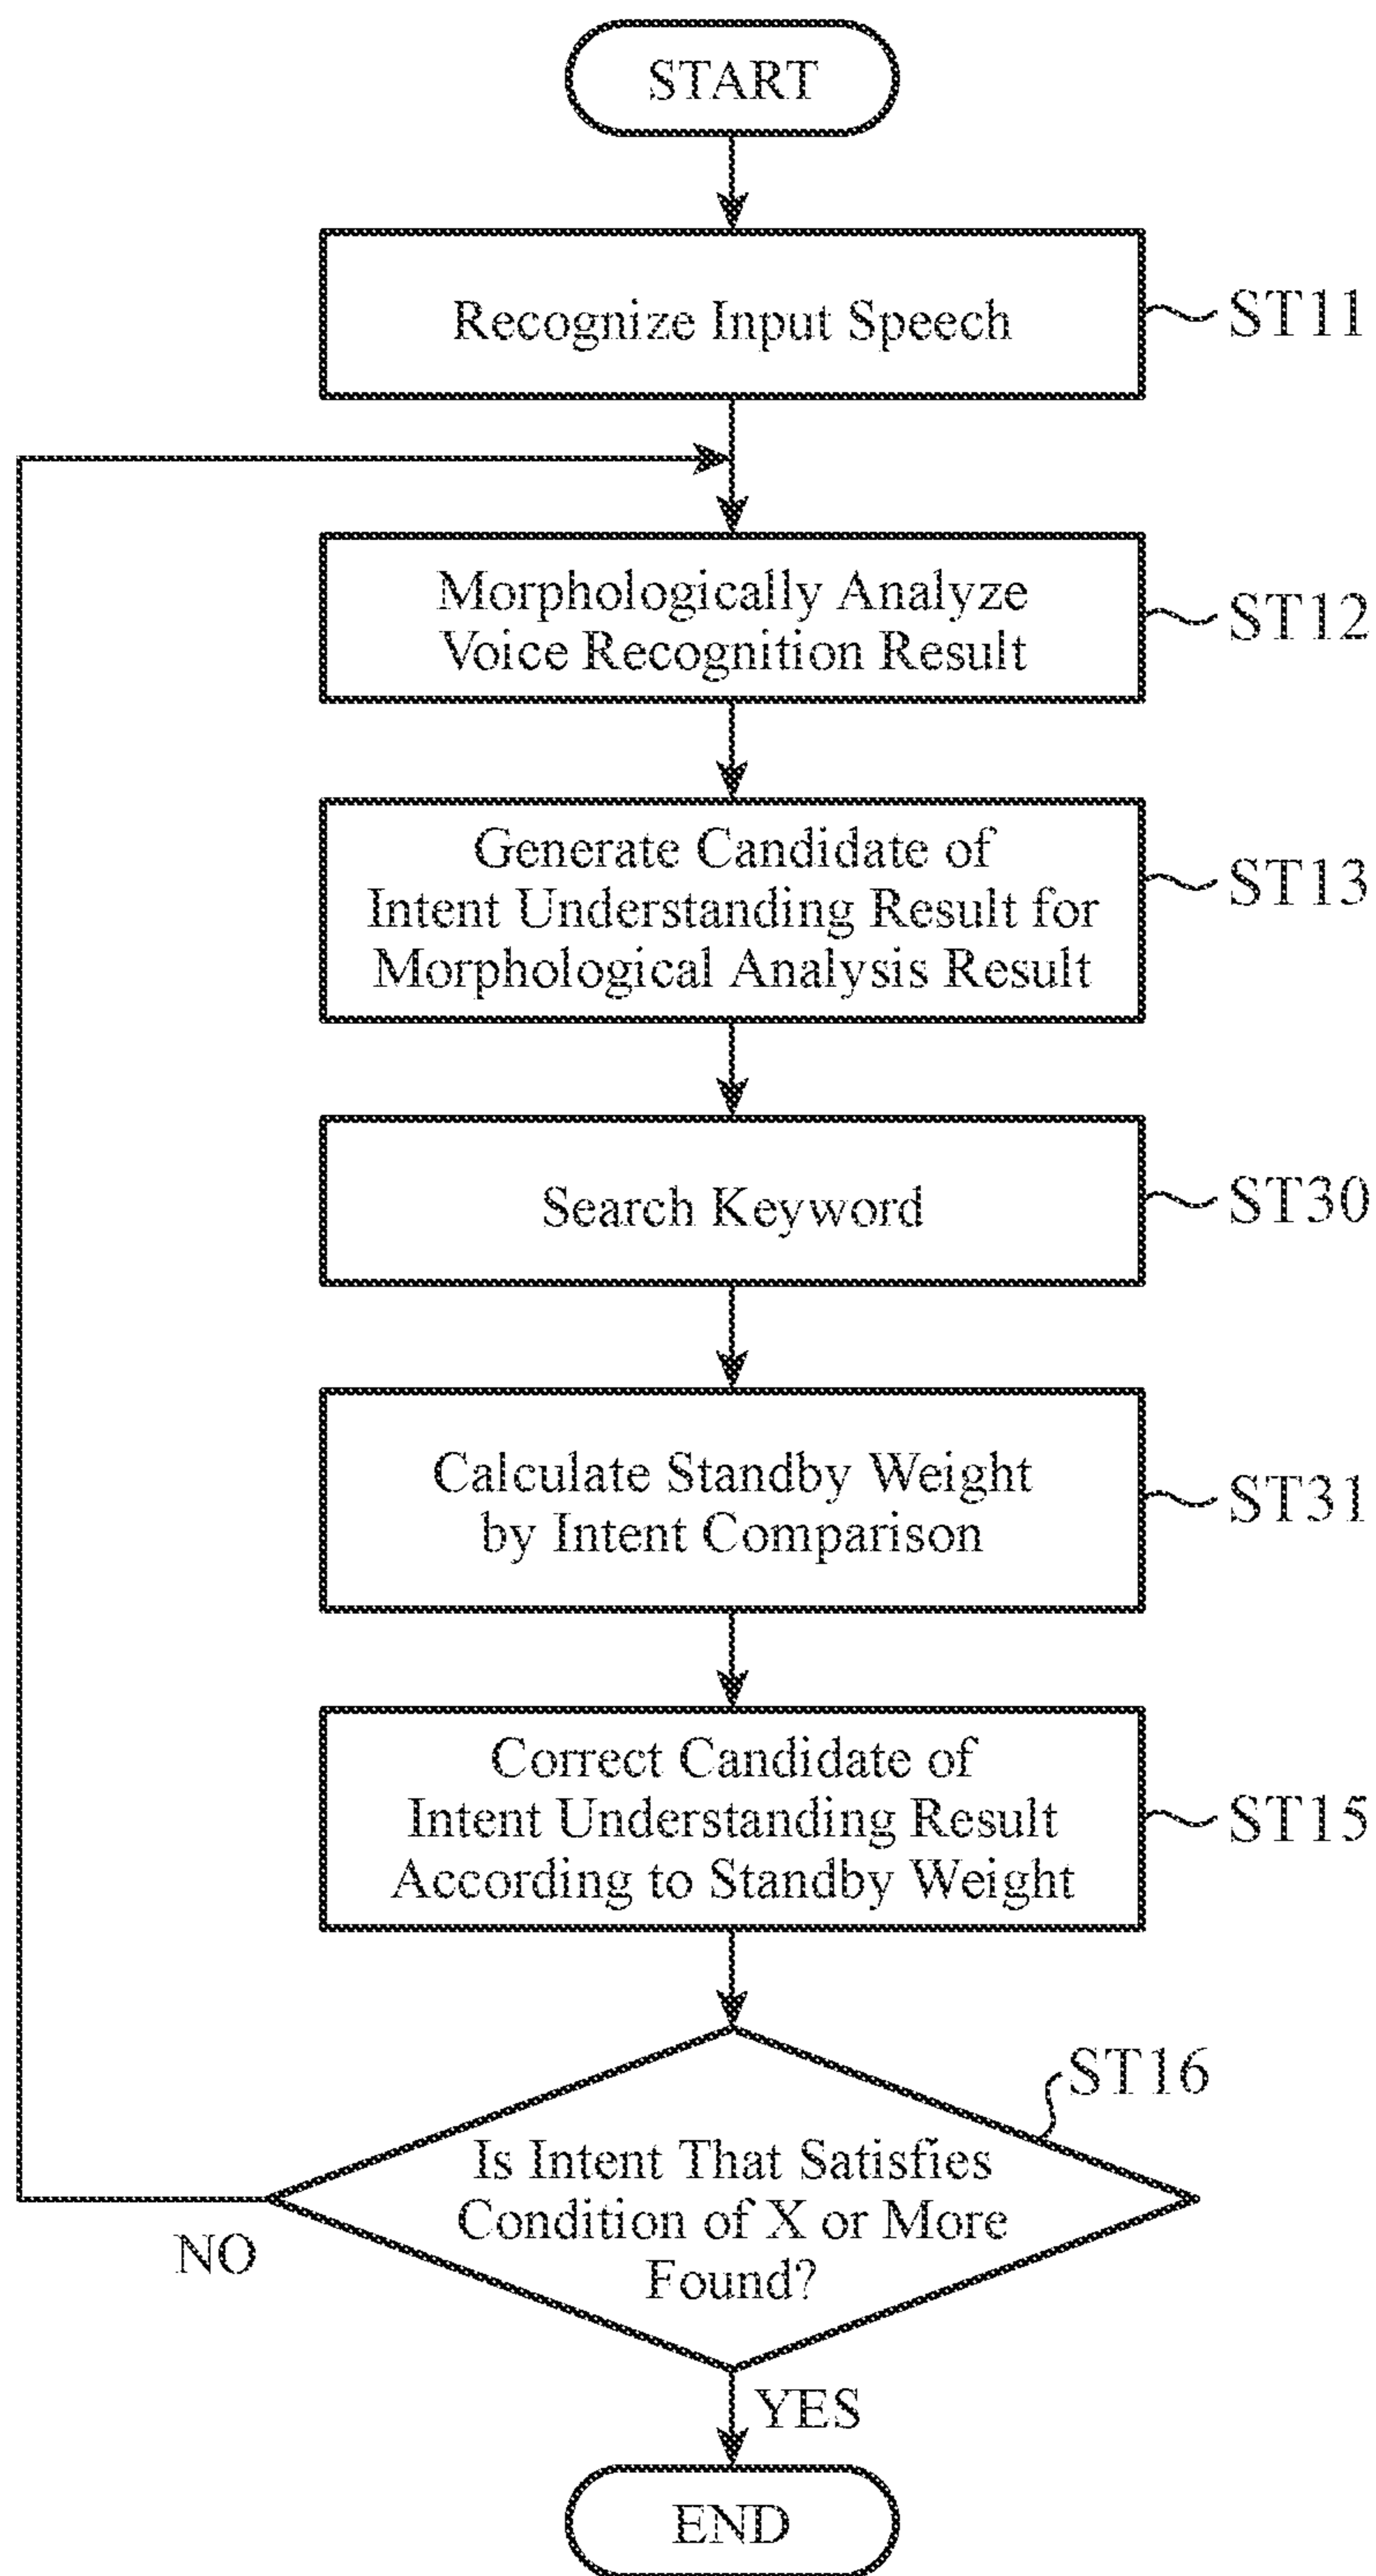 START
Recognize Input Speech
ST11
Morphologically Analyze
Voice Recognition Result
ST12
Generate Candidate of
Intent Understanding Result for
Morphological Analysis Result
ST13
Search Keyword
ST30
Calculate Standby Weight
by Intent Comparison
ST31
Correct Candidate of
Intent Understanding Result
According to Standby Weight
ST15
ST16
Is Intent That Satisfies
Condition of X or More
Found?
NO
YES
END